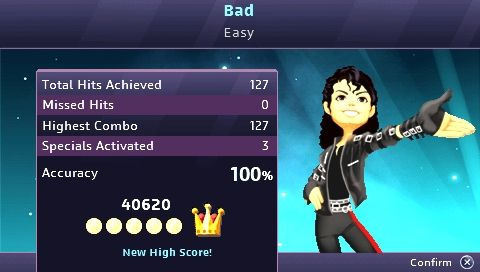 Bad
Easy
Total Hits Achieved 127
Missed Hits 0
Highest Combo 127
Specials Activated 3
Accuracy 100%
40620
New High Score!
Confirm